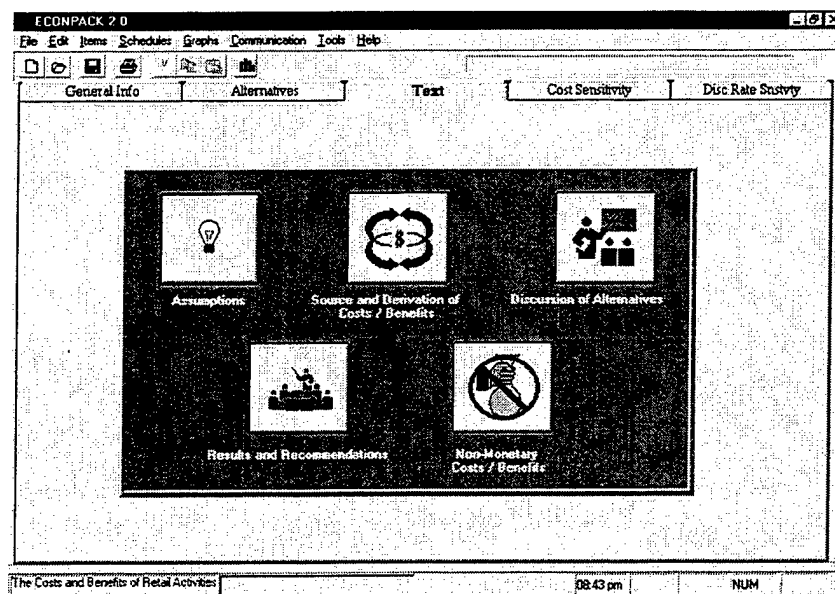 ECONPACK 2.0
File Edit Items Schedules Graphs Communication Tools Help
General Info Alternatives Text Cost Sensitivity Disc Rate Snstvty
Assumptions
Source and Derivation of
Costs / Benefits
Discussion of Alternatives
Results and Recommendations
Non-Monetary
Costs / Benefits
The Costs and Benefits of Retail Activities 08:43 pm NUM